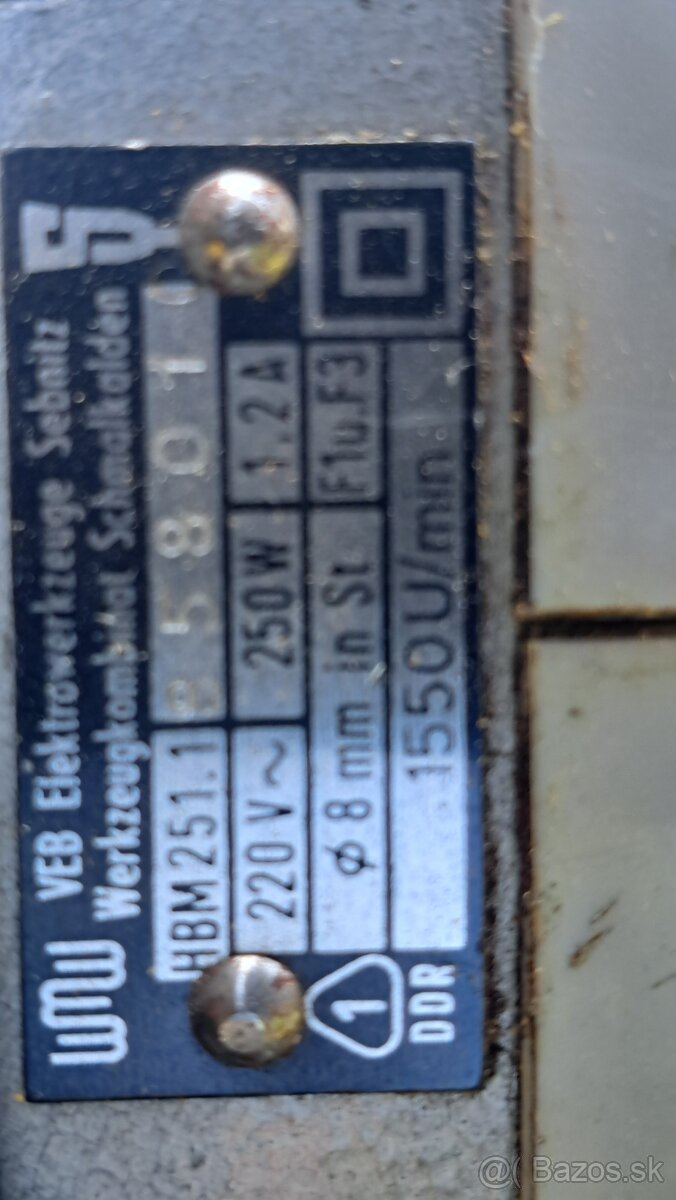 WMW
VEB Elektrowerkzeuge Sebnitz
Werkzeugkombinat Schmalkalden
HBM 251.1
220 V ~ 250 W 1.2 A
ø 8 mm in St F1u.F3
1550 U/min
1
DDR
@ Bazos.sk